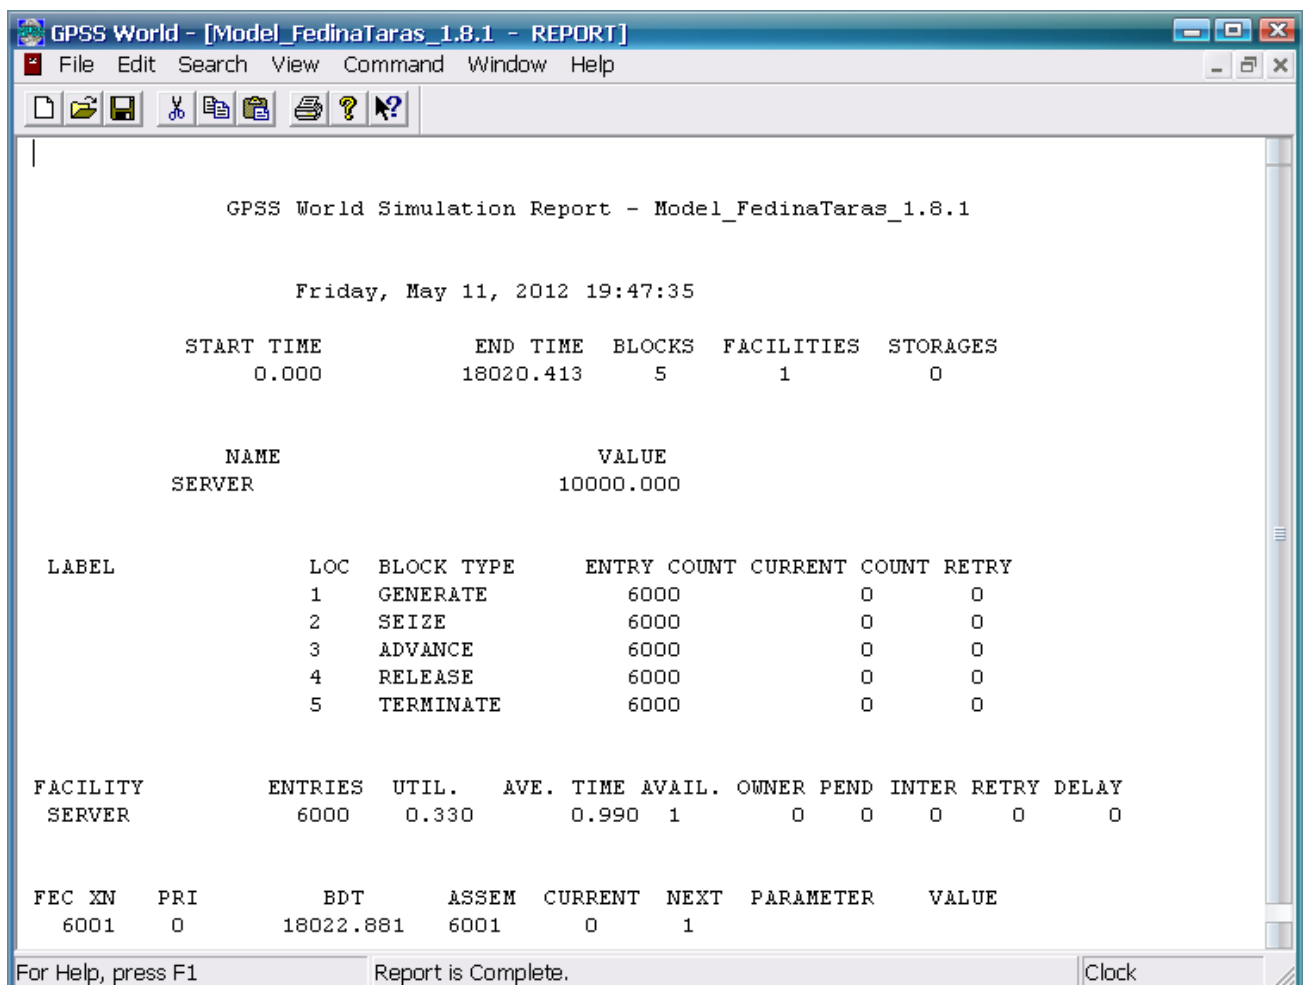 GPSS World - [Model_FedinaTaras_1.8.1 - REPORT]
File Edit Search View Command Window Help
GPSS World Simulation Report - Model_FedinaTaras_1.8.1
Friday, May 11, 2012 19:47:35
START TIME END TIME BLOCKS FACILITIES STORAGES
0.000 18020.413 5 1 0
NAME VALUE
SERVER 10000.000
LABEL LOC BLOCK TYPE ENTRY COUNT CURRENT COUNT RETRY
1 GENERATE 6000 0 0
2 SEIZE 6000 0 0
3 ADVANCE 6000 0 0
4 RELEASE 6000 0 0
5 TERMINATE 6000 0 0
FACILITY ENTRIES UTIL. AVE. TIME AVAIL. OWNER PEND INTER RETRY DELAY
SERVER 6000 0.330 0.990 1 0 0 0 0 0
FEC XN PRI BDT ASSEM CURRENT NEXT PARAMETER VALUE
6001 0 18022.881 6001 0 1
For Help, press F1 Report is Complete. Clock